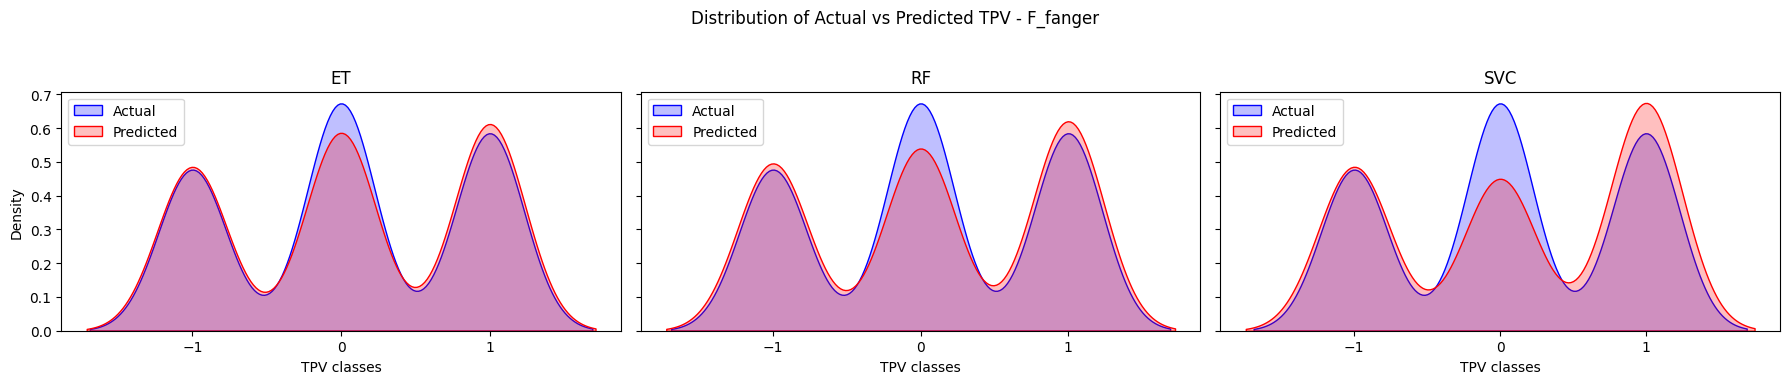 Distribution of Actual vs Predicted TPV - F_fanger
ET
Actual
Predicted
Density
0.7
0.6
0.5
0.4
0.3
0.2
0.1
0.0
−1
0
1
TPV classes
RF
Actual
Predicted
−1
0
1
TPV classes
SVC
Actual
Predicted
−1
0
1
TPV classes